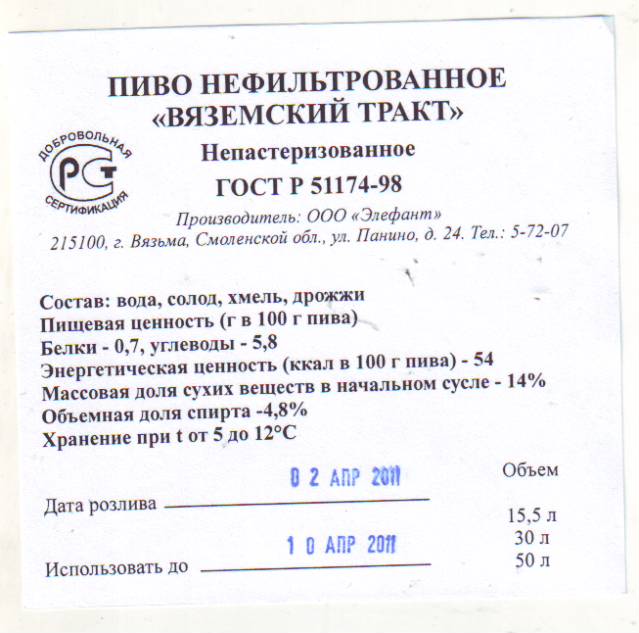 ПИВО НЕФИЛЬТРОВАННОЕ
«ВЯЗЕМСКИЙ ТРАКТ»
Непастеризованное
ГОСТ Р 51174-98
ДОБРОВОЛЬНАЯ
РСТ
СЕРТИФИКАЦИЯ
Производитель: ООО «Элефант»
215100, г. Вязьма, Смоленской обл., ул. Панино, д. 24. Тел.: 5-72-07
Состав: вода, солод, хмель, дрожжи
Пищевая ценность (г в 100 г пива)
Белки - 0,7, углеводы - 5,8
Энергетическая ценность (ккал в 100 г пива) - 54
Массовая доля сухих веществ в начальном сусле - 14%
Объемная доля спирта -4,8%
Хранение при t от 5 до 12°С
Дата розлива 02 АПР 2011
Использовать до 10 АПР 2011
Объем
15,5 л
30 л
50 л